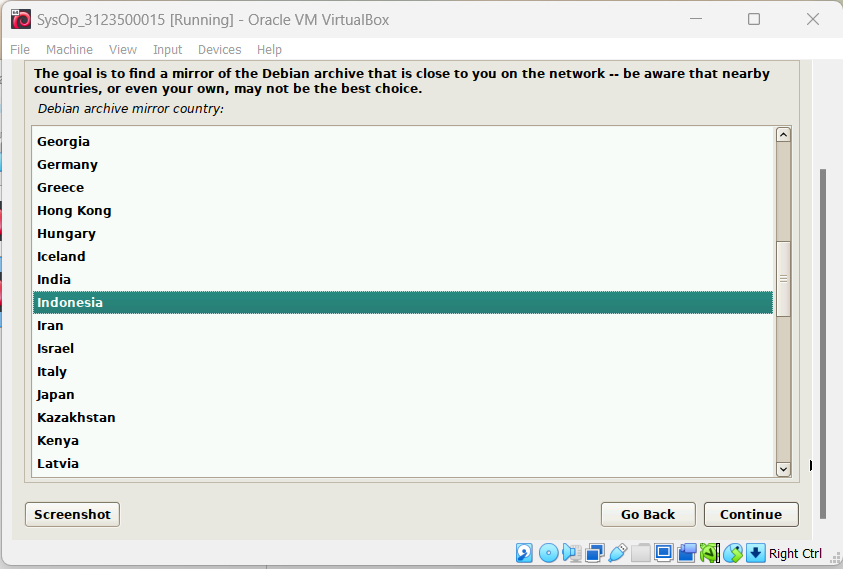 SysOp_3123500015 [Running] - Oracle VM VirtualBox
File Machine View Input Devices Help
The goal is to find a mirror of the Debian archive that is close to you on the network -- be aware that nearby
countries, or even your own, may not be the best choice.
Debian archive mirror country:
Georgia
Germany
Greece
Hong Kong
Hungary
Iceland
India
Indonesia
Iran
Israel
Italy
Japan
Kazakhstan
Kenya
Latvia
Screenshot Go Back Continue
Right Ctrl